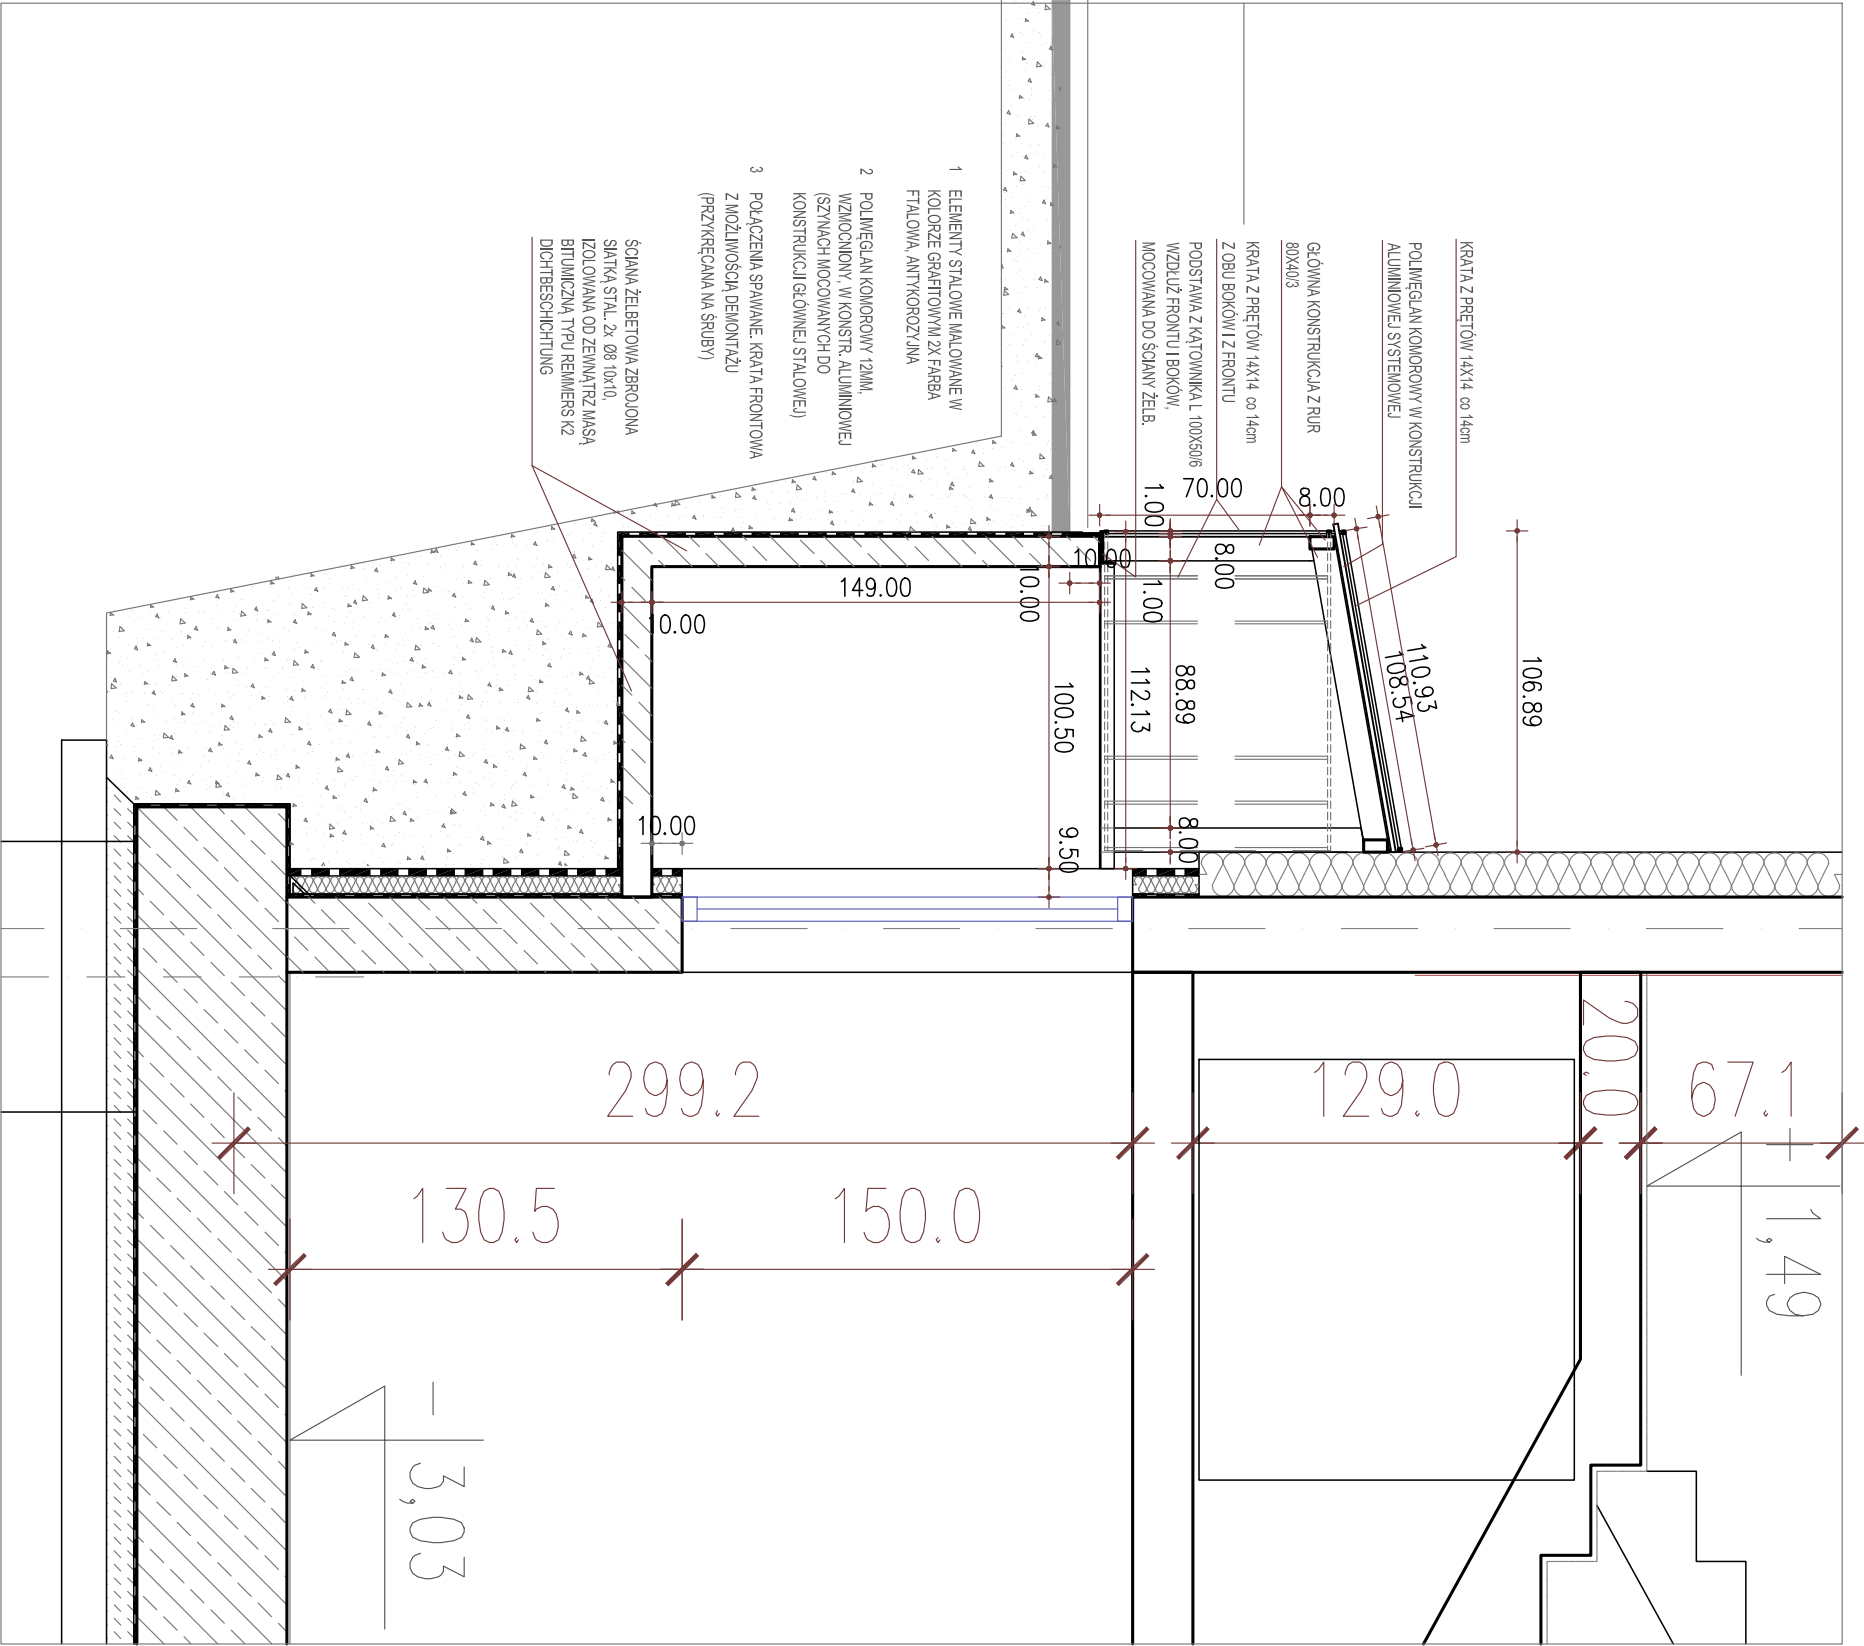 KRATA Z PRĘTÓW 14X14 co 14cm
POLIWĘGLAN KOMOROWY W KONSTRUKCJI
ALUMINIOWEJ SYSTEMOWEJ
GŁÓWNA KONSTRUKCJA Z RUR
80X40/3
KRATA Z PRĘTÓW 14X14 co 14cm
Z OBU BOKÓW I Z FRONTU
PODSTAWA Z KĄTOWNIKA L 100X50/6
WZDŁUŻ FRONTU I BOKÓW,
MOCOWANA DO ŚCIANY ŻELB.
1 ELEMENTY STALOWE MALOWANE W
KOLORZE GRAFITOWYM 2X FARBA
FTALOWA, ANTYKOROZYJNA
2 POLIWĘGLAN KOMOROWY 12MM,
WZMOCNIONY, W KONSTR. ALUMINIOWEJ
(SZYNACH MOCOWANYCH DO
KONSTRUKCJI GŁÓWNEJ STALOWEJ)
3 POŁĄCZENIA SPAWANE. KRATA FRONTOWA
Z MOŻLIWOŚCIĄ DEMONTAŻU
(PRZYKRĘCANA NA ŚRUBY)
ŚCIANA ŻELBETOWA ZBROJONA
SIATKĄ STAL. 2x Ø8 10x10,
IZOLOWANA OD ZEWNĄTRZ MASĄ
BITUMICZNĄ TYPU REMMERS K2
DICHTBESCHICHTUNG
106.89
110.93
108.54
8.00
70.00
1.00
8.00
1.00
88.89
8.00
112.13
10.00
10.00
100.50
9.50
149.00
10.00
10.00
299.2
129.0
20.0
67.1
130.5
150.0
+ 1,49
- 3,03